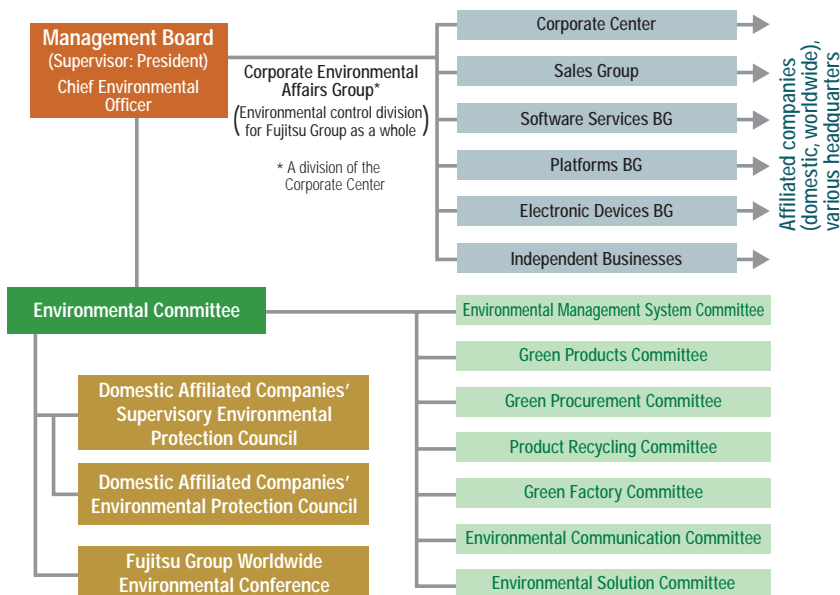 Management Board
(Supervisor: President)
Chief Environmental
Officer
Corporate Environmental
Affairs Group*
(Environmental control division
for Fujitsu Group as a whole)
* A division of the
Corporate Center
Corporate Center
Sales Group
Software Services BG
Platforms BG
Electronic Devices BG
Independent Businesses
Affiliated companies
(domestic, worldwide),
various headquarters
Environmental Committee
Domestic Affiliated Companies’
Supervisory Environmental
Protection Council
Domestic Affiliated Companies’
Environmental Protection Council
Fujitsu Group Worldwide
Environmental Conference
Environmental Management System Committee
Green Products Committee
Green Procurement Committee
Product Recycling Committee
Green Factory Committee
Environmental Communication Committee
Environmental Solution Committee